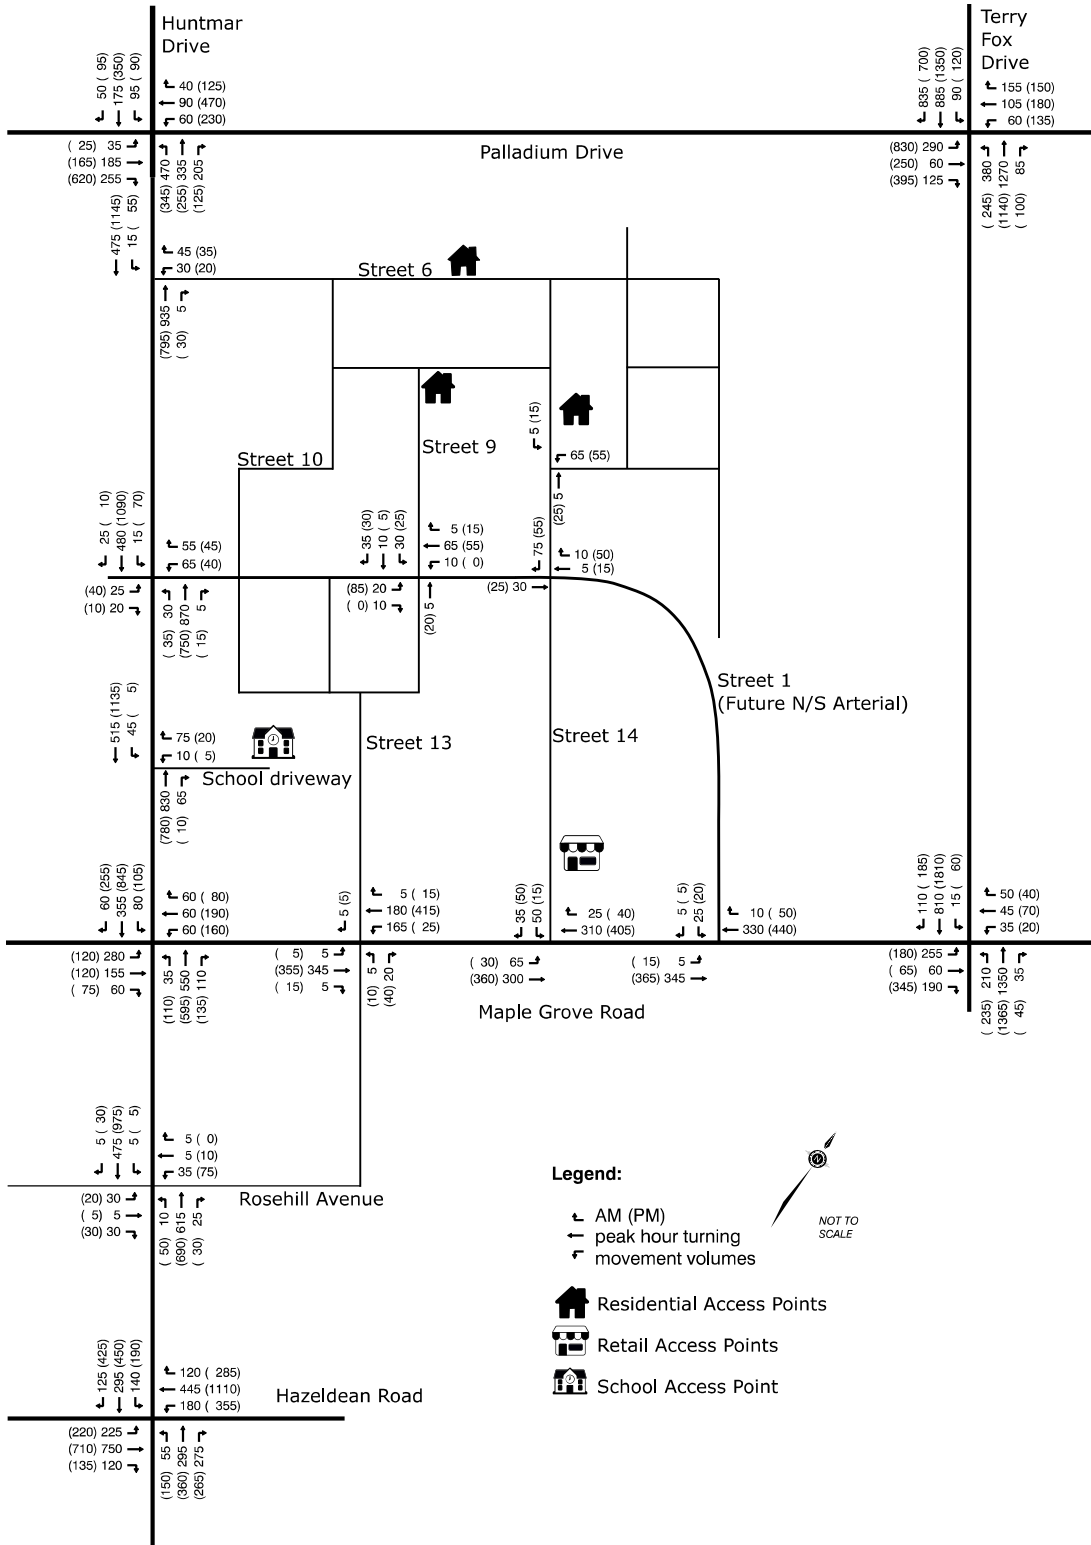 Huntmar
Drive
Terry
Fox
Drive
50 ( 95)
175 (350)
95 ( 90)
40 (125)
90 (470)
60 (230)
835 ( 700)
885 (1350)
90 ( 120)
155 (150)
105 (180)
60 (135)
Palladium Drive
( 25) 35
(165) 185
(620) 255
(345) 470
(255) 335
(125) 205
(830) 290
(250) 60
(395) 125
( 245) 380
(1140) 1270
( 100) 85
475 (1145)
15 ( 55)
45 (35)
30 (20)
Street 6
(795) 935
( 30) 5
5 (15)
65 (55)
(25) 5
Street 9
Street 10
25 ( 10)
480 (1090)
15 ( 70)
55 (45)
65 (40)
35 (30)
10 ( 5)
30 (25)
5 (15)
65 (55)
10 ( 0)
75 (55)
10 (50)
5 (15)
(40) 25
(10) 20
( 35) 30
(750) 870
( 15) 5
(85) 20
( 0) 10
(20) 5
(25) 30
Street 1
(Future N/S Arterial)
515 (1135)
45 ( 5)
75 (20)
10 ( 5)
Street 13
Street 14
School driveway
(780) 830
( 10) 65
60 (255)
355 (845)
80 (105)
60 ( 80)
60 (190)
60 (160)
5 (5)
5 ( 15)
180 (415)
165 ( 25)
35 (50)
50 (15)
25 ( 40)
310 (405)
5 ( 5)
25 (20)
10 ( 50)
330 (440)
110 ( 185)
810 (1810)
15 ( 60)
50 (40)
45 (70)
35 (20)
(120) 280
(120) 155
( 75) 60
(110) 35
(595) 550
(135) 110
( 5) 5
(355) 345
( 15) 5
(10) 5
(40) 20
( 30) 65
(360) 300
( 15) 5
(365) 345
(180) 255
( 65) 60
(345) 190
( 235) 210
(1365) 1350
( 45) 35
Maple Grove Road
5 ( 30)
475 (975)
5 ( 5)
5 ( 0)
5 (10)
35 (75)
Rosehill Avenue
(20) 30
( 5) 5
(30) 30
( 50) 10
(690) 615
( 30) 25
N
NOT TO
SCALE
Legend:
AM (PM)
peak hour turning
movement volumes
Residential Access Points
Retail Access Points
School Access Point
125 (425)
295 (450)
140 (190)
120 ( 285)
445 (1110)
180 ( 355)
Hazeldean Road
(220) 225
(710) 750
(135) 120
(150) 55
(360) 295
(265) 275